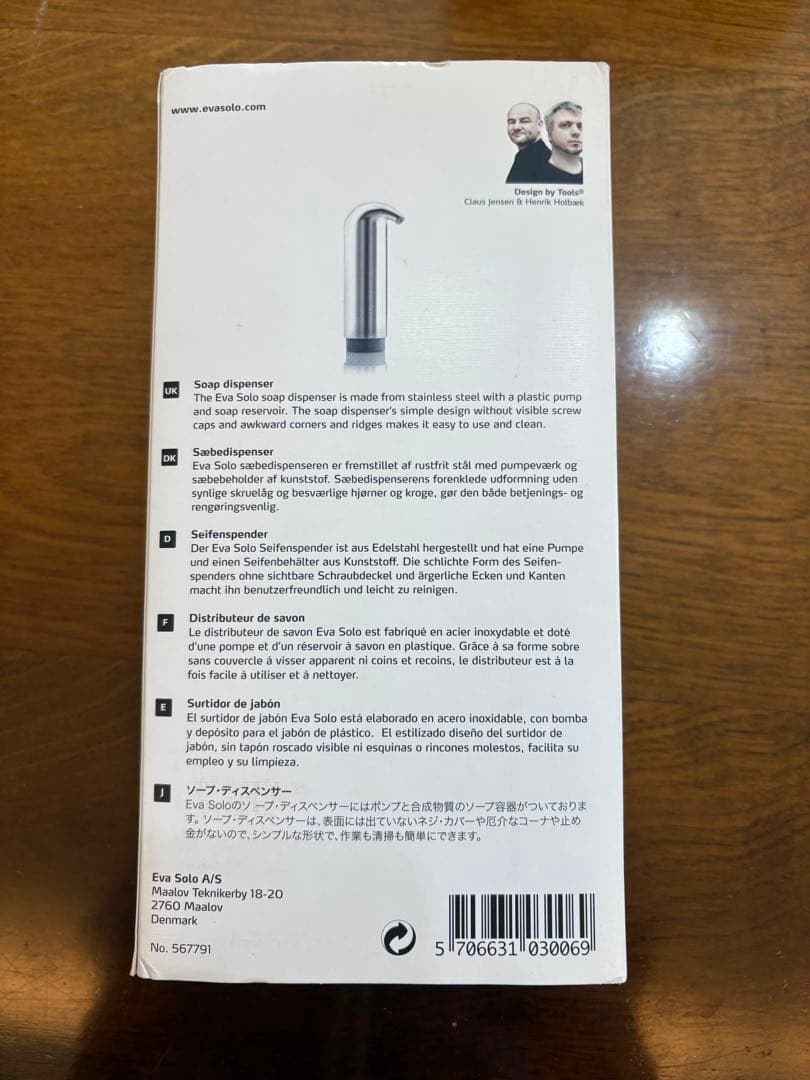 www.evasolo.com
Design by Tools®
Claus Jensen & Henrik Holbæk
UK
Soap dispenser
The Eva Solo soap dispenser is made from stainless steel with a plastic pump
and soap reservoir. The soap dispenser's simple design without visible screw
caps and awkward corners and ridges makes it easy to use and clean.
DK
Sæbedispenser
Eva Solo sæbedispenseren er fremstillet af rustfrit stål med pumpeværk og
sæbebeholder af kunststof. Sæbedispenserens forenklede udformning uden
synlige skruelåg og besværlige hjørner og kroge, gør den både betjenings- og
rengøringsvenlig.
D
Seifenspender
Der Eva Solo Seifenspender ist aus Edelstahl hergestellt und hat eine Pumpe
und einen Seifenbehälter aus Kunststoff. Die schlichte Form des Seifen-
spenders ohne sichtbare Schraubdeckel und ärgerliche Ecken und Kanten
macht ihn benutzerfreundlich und leicht zu reinigen.
F
Distributeur de savon
Le distributeur de savon Eva Solo est fabriqué en acier inoxydable et doté
d'une pompe et d'un réservoir à savon en plastique. Grâce à sa forme sobre
sans couvercle à visser apparent ni coins et recoins, le distributeur est à la
fois facile à utiliser et à nettoyer.
E
Surtidor de jabón
El surtidor de jabón Eva Solo está elaborado en acero inoxidable, con bomba
y depósito para el jabón de plástico. El estilizado diseño del surtidor de
jabón, sin tapón roscado visible ni esquinas o rincones molestos, facilita su
empleo y su limpieza.
J
ソープ・ディスペンサー
Eva Soloのソープ・ディスペンサーにはポンプと合成物質のソープ容器がついておりま
す。ソープ・ディスペンサーは、表面には出ていないネジ・カバーや厄介なコーナや止め
金がないので、シンプルな形状で、作業も清掃も簡単にできます。
Eva Solo A/S
Maalov Teknikerby 18-20
2760 Maalov
Denmark
No. 567791
5 706631 030069